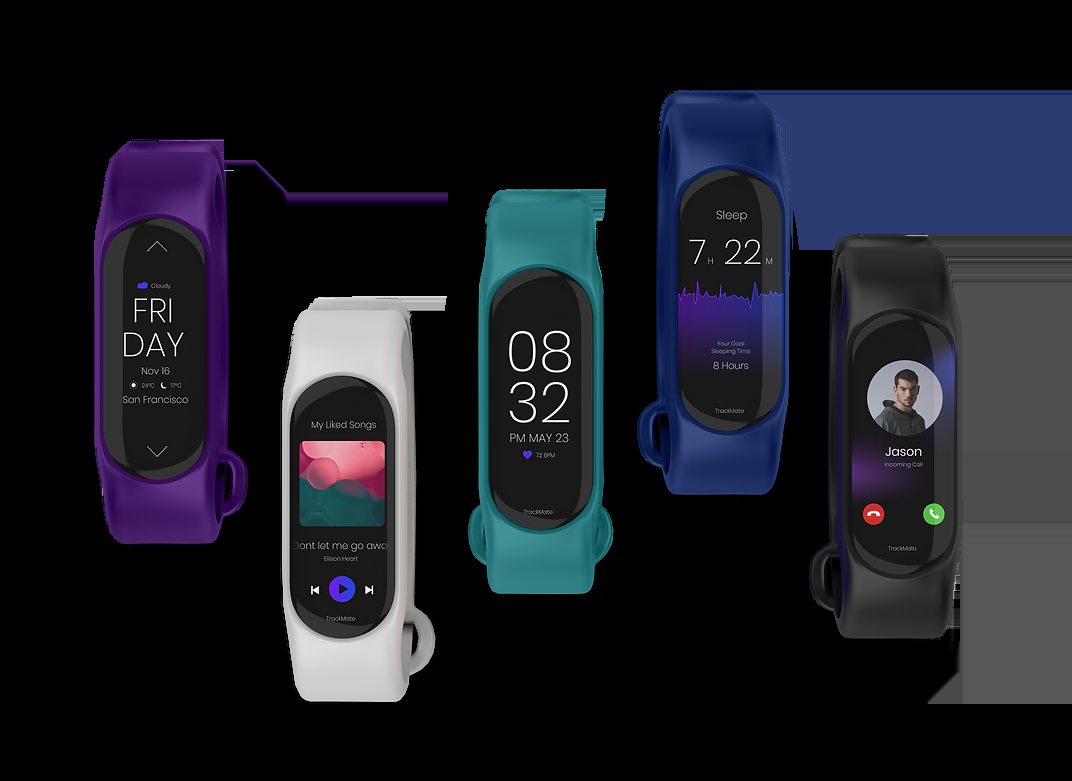 Cloudy
FRI
DAY
Nov 16
24°C 17°C
San Francisco
My Liked Songs
Dont let me go away
Ellison Heart
TrackMate
08
32
PM MAY 23
72 BPM
TrackMate
Sleep
7 H 22 M
Your Goal
Sleeping Time
8 Hours
TrackMate
Jason
Incoming Call
TrackMate